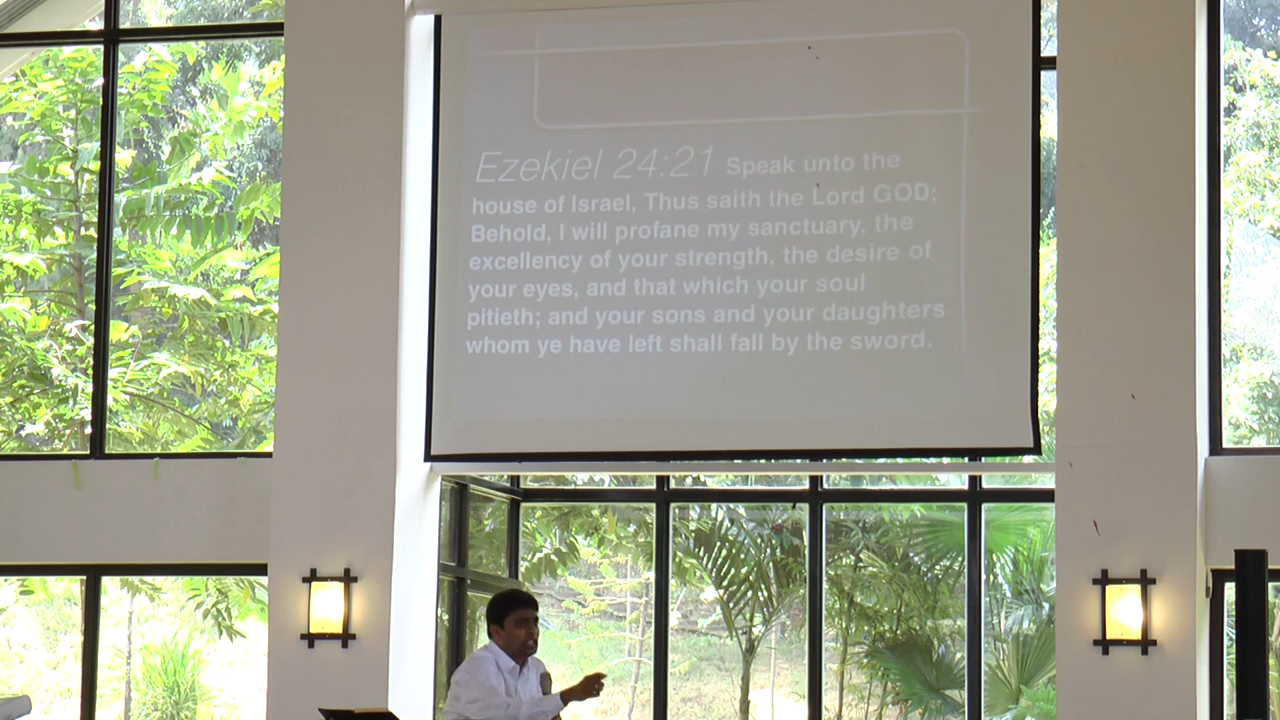 Ezekiel 24:21 Speak unto the
house of Israel, Thus saith the Lord GOD;
Behold, I will profane my sanctuary, the
excellency of your strength, the desire of
your eyes, and that which your soul
pitieth; and your sons and your daughters
whom ye have left shall fall by the sword.